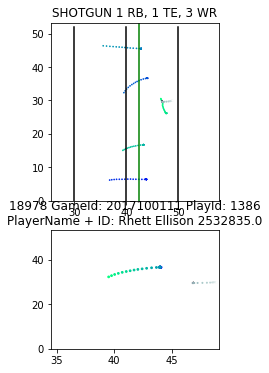 SHOTGUN 1 RB, 1 TE, 3 WR
50
40
30
20
10
0
30 40 50
18978 GameId: 2017100111, PlayId: 1386
PlayerName + ID: Rhett Ellison 2532835.0
40
20
0
35 40 45